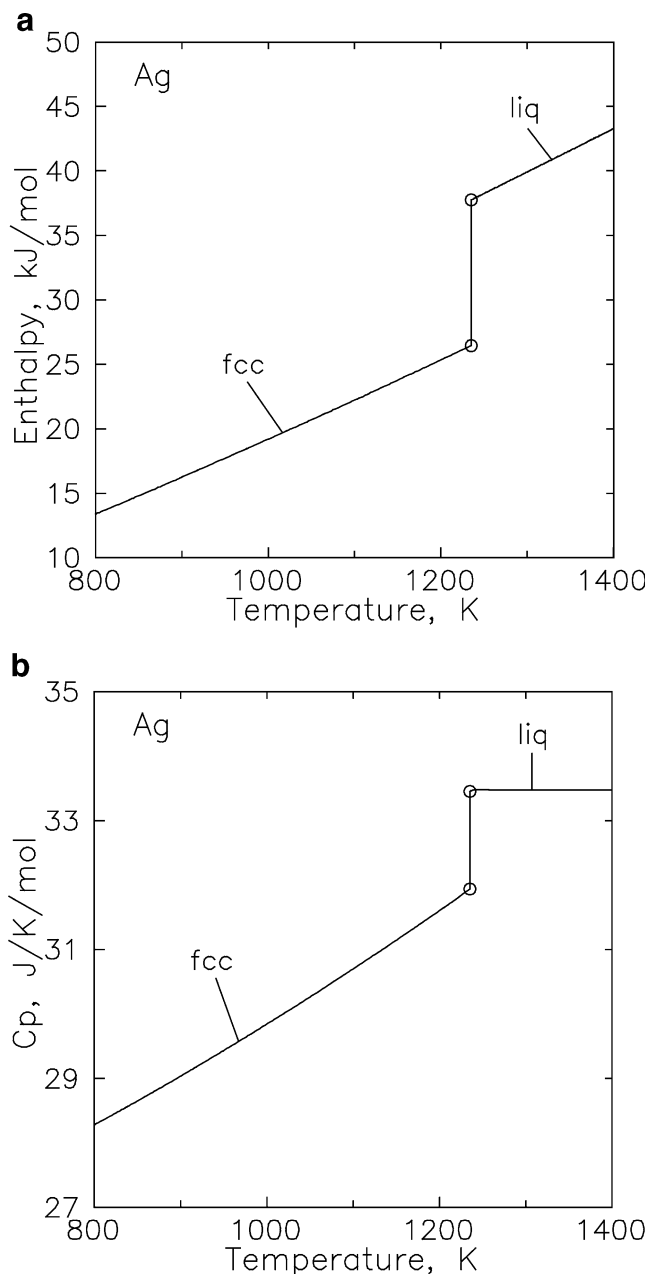 a
50
Ag
45
liq
40
35
30
fcc
25
20
15
10
Enthalpy, kJ/mol
800 1000 1200 1400
Temperature, K
b
35
Ag
liq
33
31
fcc
29
27
Cp, J/K/mol
800 1000 1200 1400
Temperature, K